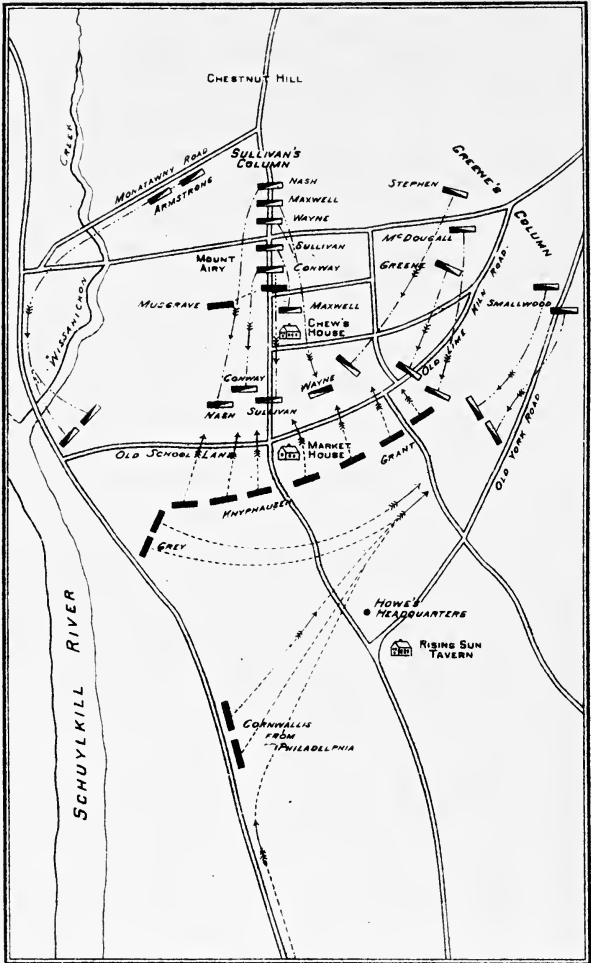 CHESTNUT HILL
CREEK
MONATAWNY ROAD
ARMSTRONG
SULLIVAN'S
COLUMN
NASH
MAXWELL
WAYNE
SULLIVAN
CONWAY
STEPHEN
GREENE'S
COLUMN
McDOUGALL
GREENE
SMALLWOOD
MOUNT
AIRY
MUSGRAVE
MAXWELL
CHEW'S
HOUSE
OLD LIME KILN ROAD.
WISSAHICKON
CONWAY
NASH
SULLIVAN
WAYNE
OLD SCHOOL LANE
MARKET
HOUSE
GRANT
OLD YORK ROAD
KNYPHAUSEN
GREY
HOWE'S
HEADQUARTERS
RISING SUN
TAVERN
SCHUYLKILL RIVER
CORNWALLIS
FROM
PHILADELPHIA